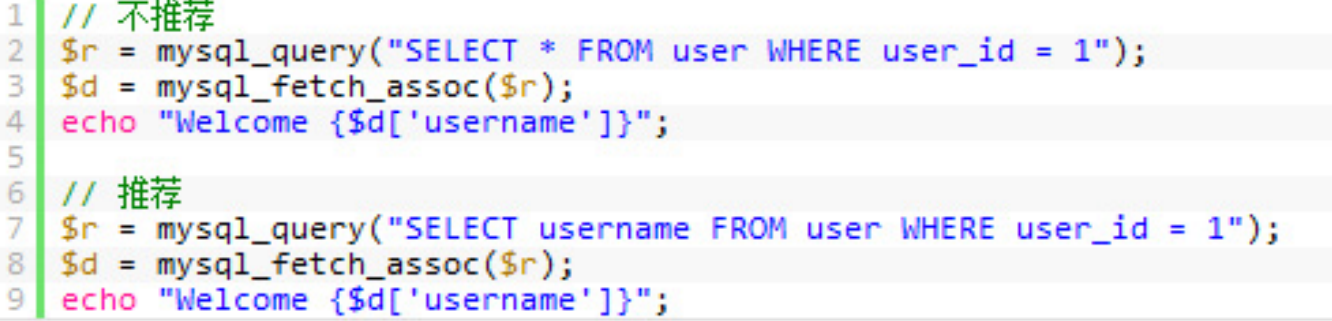 1 // 不推荐
2 $r = mysql_query("SELECT * FROM user WHERE user_id = 1");
3 $d = mysql_fetch_assoc($r);
4 echo "Welcome {$d['username']}";
5
6 // 推荐
7 $r = mysql_query("SELECT username FROM user WHERE user_id = 1");
8 $d = mysql_fetch_assoc($r);
9 echo "Welcome {$d['username']}";